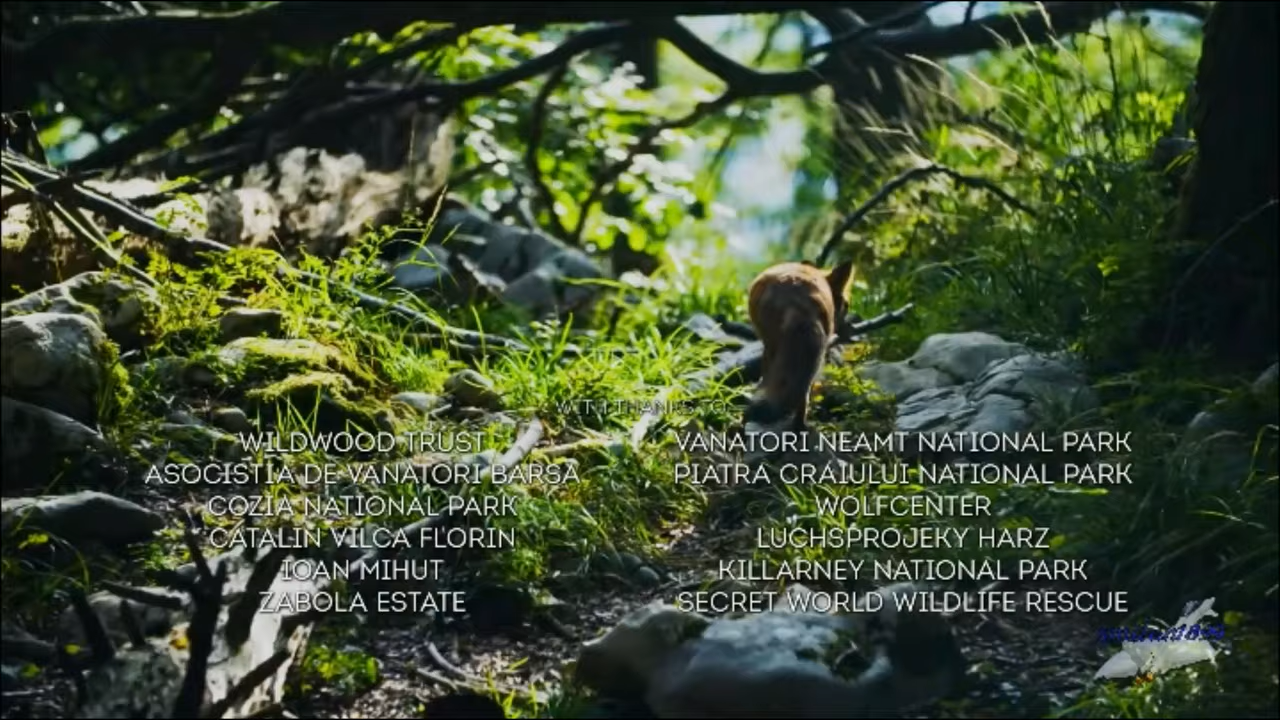 WITH THANKS TO
WILDWOOD TRUST
ASOCISTIA DE VANATORI BARSA
COZIA NATIONAL PARK
CATALIN VILCA FLORIN
IOAN MIHUT
ZABOLA ESTATE
VANATORI NEAMT NATIONAL PARK
PIATRA CRAIULUI NATIONAL PARK
WOLFCENTER
LUCHSPROJEKY HARZ
KILLARNEY NATIONAL PARK
SECRET WORLD WILDLIFE RESCUE